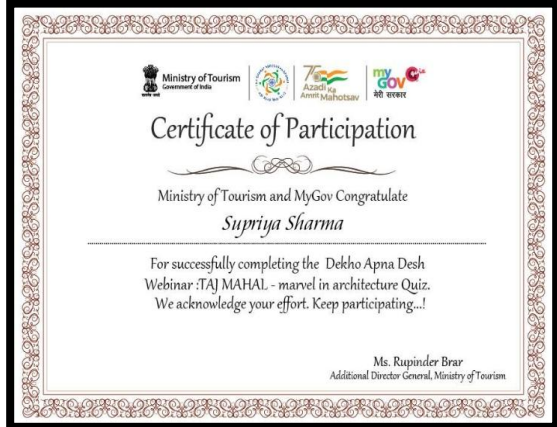 Ministry of Tourism
Government of India
75
Azadi Ka
Amrit Mahotsav
my
GOV
मेरी सरकार
Certificate of Participation
Ministry of Tourism and MyGov Congratulate
Supriya Sharma
For successfully completing the Dekho Apna Desh
Webinar :TAJ MAHAL - marvel in architecture Quiz.
We acknowledge your effort. Keep participating...!
Ms. Rupinder Brar
Additional Director General, Ministry of Tourism